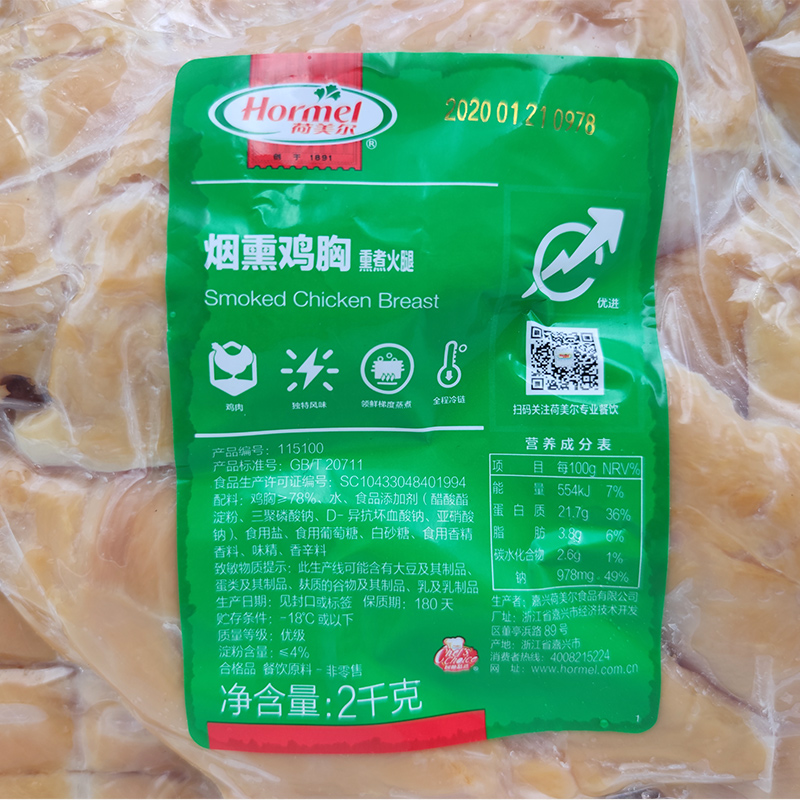 Hormel
荷美尔
®
始于1891
2020 01 21 0978
烟熏鸡胸 熏煮火腿
Smoked Chicken Breast
优进
鸡肉
独特风味
领鲜梯度蒸煮
全程冷链
扫码关注荷美尔专业餐饮
产品编号：115100
产品标准号：GB/T 20711
食品生产许可证编号：SC10433048401994
配料：鸡胸≥78%、水、食品添加剂（醋酸酯
淀粉、三聚磷酸钠、D-异抗坏血酸钠、亚硝酸
钠）、食用盐、食用葡萄糖、白砂糖、食用香精
香料、味精、香辛料
致敏物质提示：此生产线可能含有大豆及其制品、
蛋类及其制品、麸质的谷物及其制品、乳及乳制品
生产日期：见封口或标签 保质期：180天
贮存条件：-18℃或以下
质量等级：优级
淀粉含量：≤4%
合格品 餐饮原料-非零售
净含量：2千克
营养成分表
项 目 每100g NRV%
能 量 554kJ 7%
蛋白质 21.7g 36%
脂 肪 3.8g 6%
碳水化合物 2.6g 1%
钠 978mg 49%
生产者：嘉兴荷美尔食品有限公司
厂址：浙江省嘉兴市经济技术开发
区董亭浜路89号
产地：浙江省嘉兴市
消费者热线：4008215224
网 址：www.hormel.com.cn
Chef's
Choice
1